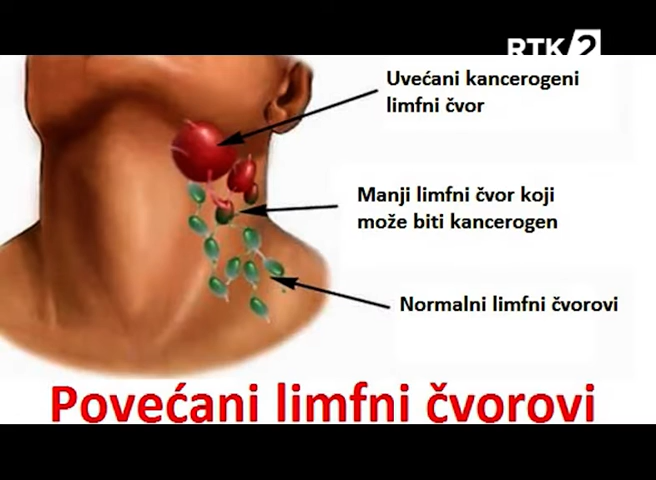 RTK 2
Uvećani kancerogeni
limfni čvor
Manji limfni čvor koji
može biti kancerogen
Normalni limfni čvorovi
Povećani limfni čvorovi